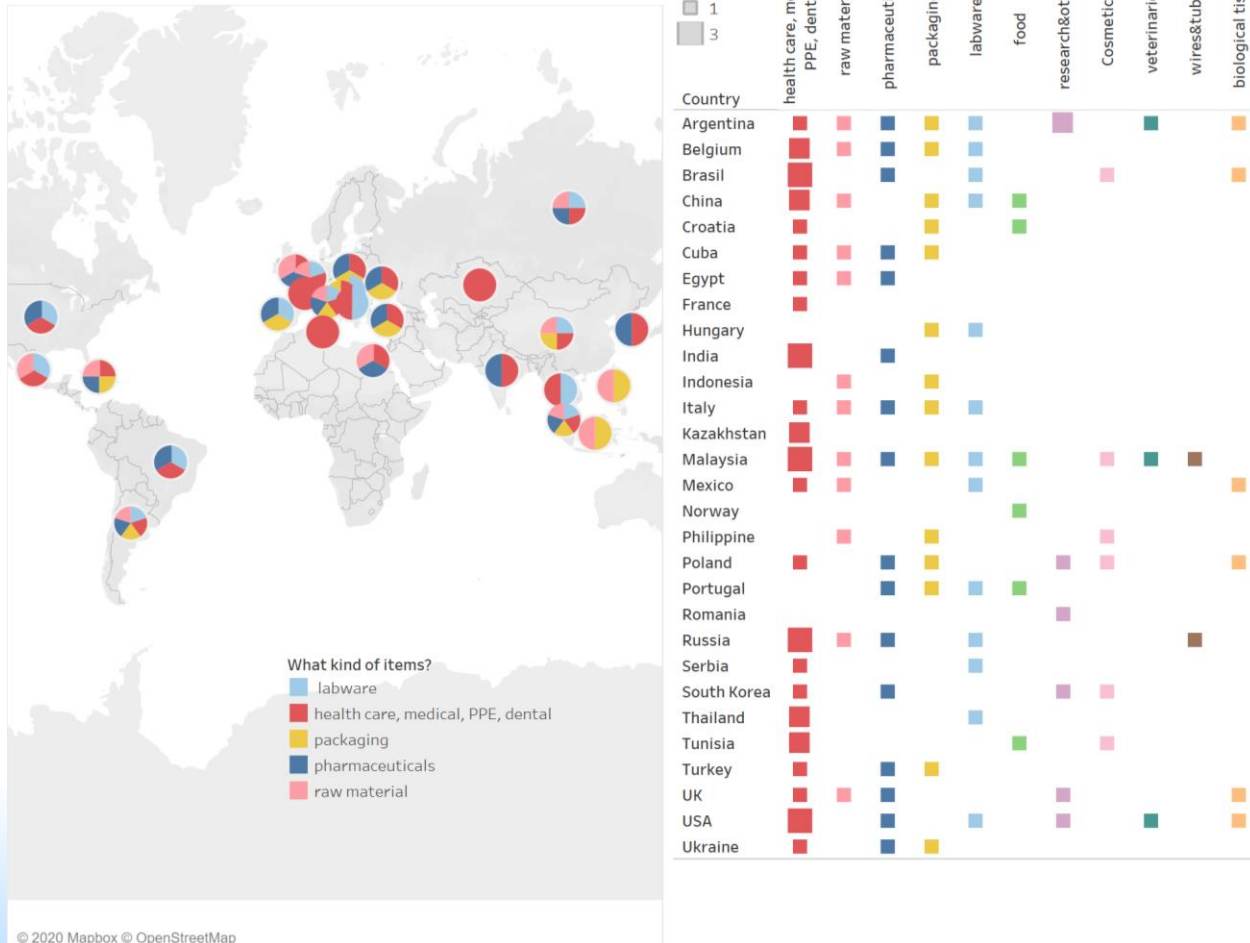 What kind of items?
labware
health care, medical, PPE, dental
packaging
pharmaceuticals
raw material
© 2020 Mapbox © OpenStreetMap
1
3
health care,
PPE, dent
raw mater
pharmaceut
packagin
labware
food
research&ot
Cosmetic
veterinari
wires&tub
biological tis
Country
Argentina
Belgium
Brasil
China
Croatia
Cuba
Egypt
France
Hungary
India
Indonesia
Italy
Kazakhstan
Malaysia
Mexico
Norway
Philippine
Poland
Portugal
Romania
Russia
Serbia
South Korea
Thailand
Tunisia
Turkey
UK
USA
Ukraine